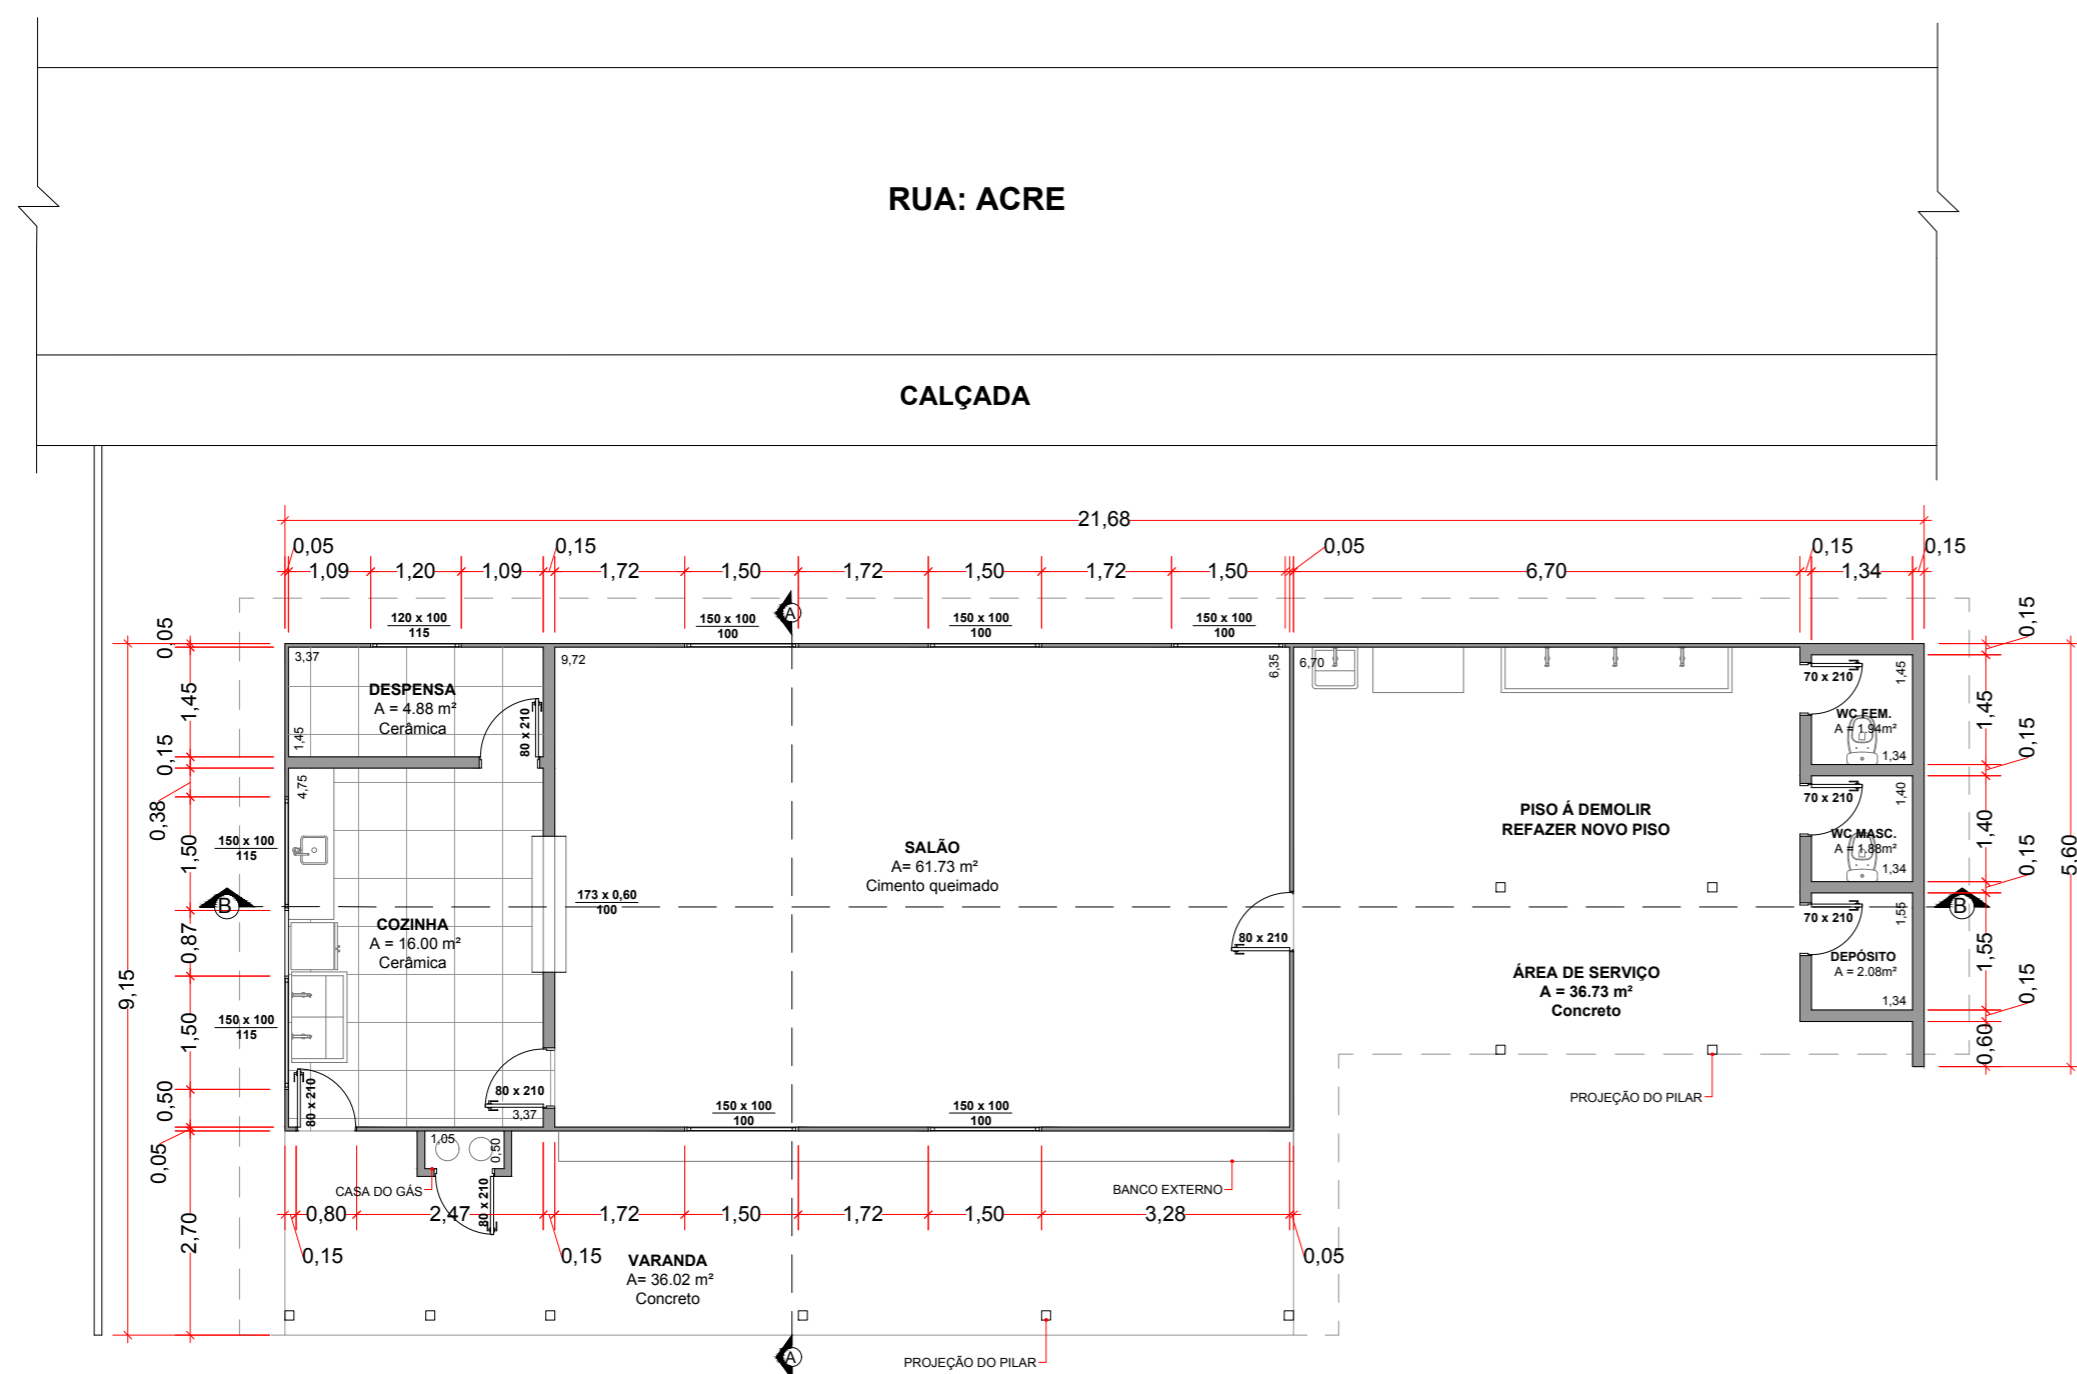 RUA: ACRE
CALÇADA
21,68
0,05
0,15
0,05
0,15
0,15
1,09
1,20
1,09
1,72
1,50
1,72
1,50
1,72
1,50
6,70
1,34
120 x 100
115
150 x 100
100
150 x 100
100
150 x 100
100
A
0,05
1,45
0,15
0,38
1,50
0,87
1,50
0,50
0,05
2,70
9,15
150 x 100
115
150 x 100
115
B
3,37
DESPENSA
A = 4.88 m²
Cerâmica
1,45
80 x 210
4,75
COZINHA
A = 16.00 m²
Cerâmica
80 x 210
80 x 210
3,37
173 x 0,60
100
9,72
6,35
SALÃO
A= 61.73 m²
Cimento queimado
80 x 210
150 x 100
100
150 x 100
100
6,70
PISO Á DEMOLIR
REFAZER NOVO PISO
ÁREA DE SERVIÇO
A = 36.73 m²
Concreto
PROJEÇÃO DO PILAR
70 x 210
1,45
WC FEM.
A = 1.94m²
1,34
70 x 210
1,40
WC MASC.
A = 1.88m²
1,34
70 x 210
1,55
DEPÓSITO
A = 2.08m²
1,34
B
0,15
1,45
0,15
1,40
0,15
1,55
0,15
0,60
5.60
1,05
0,50
CASA DO GÁS
80 x 210
BANCO EXTERNO
0,80
2,47
1,72
1,50
1,72
1,50
3,28
0,15
0,15
0,05
VARANDA
A= 36.02 m²
Concreto
A
PROJEÇÃO DO PILAR